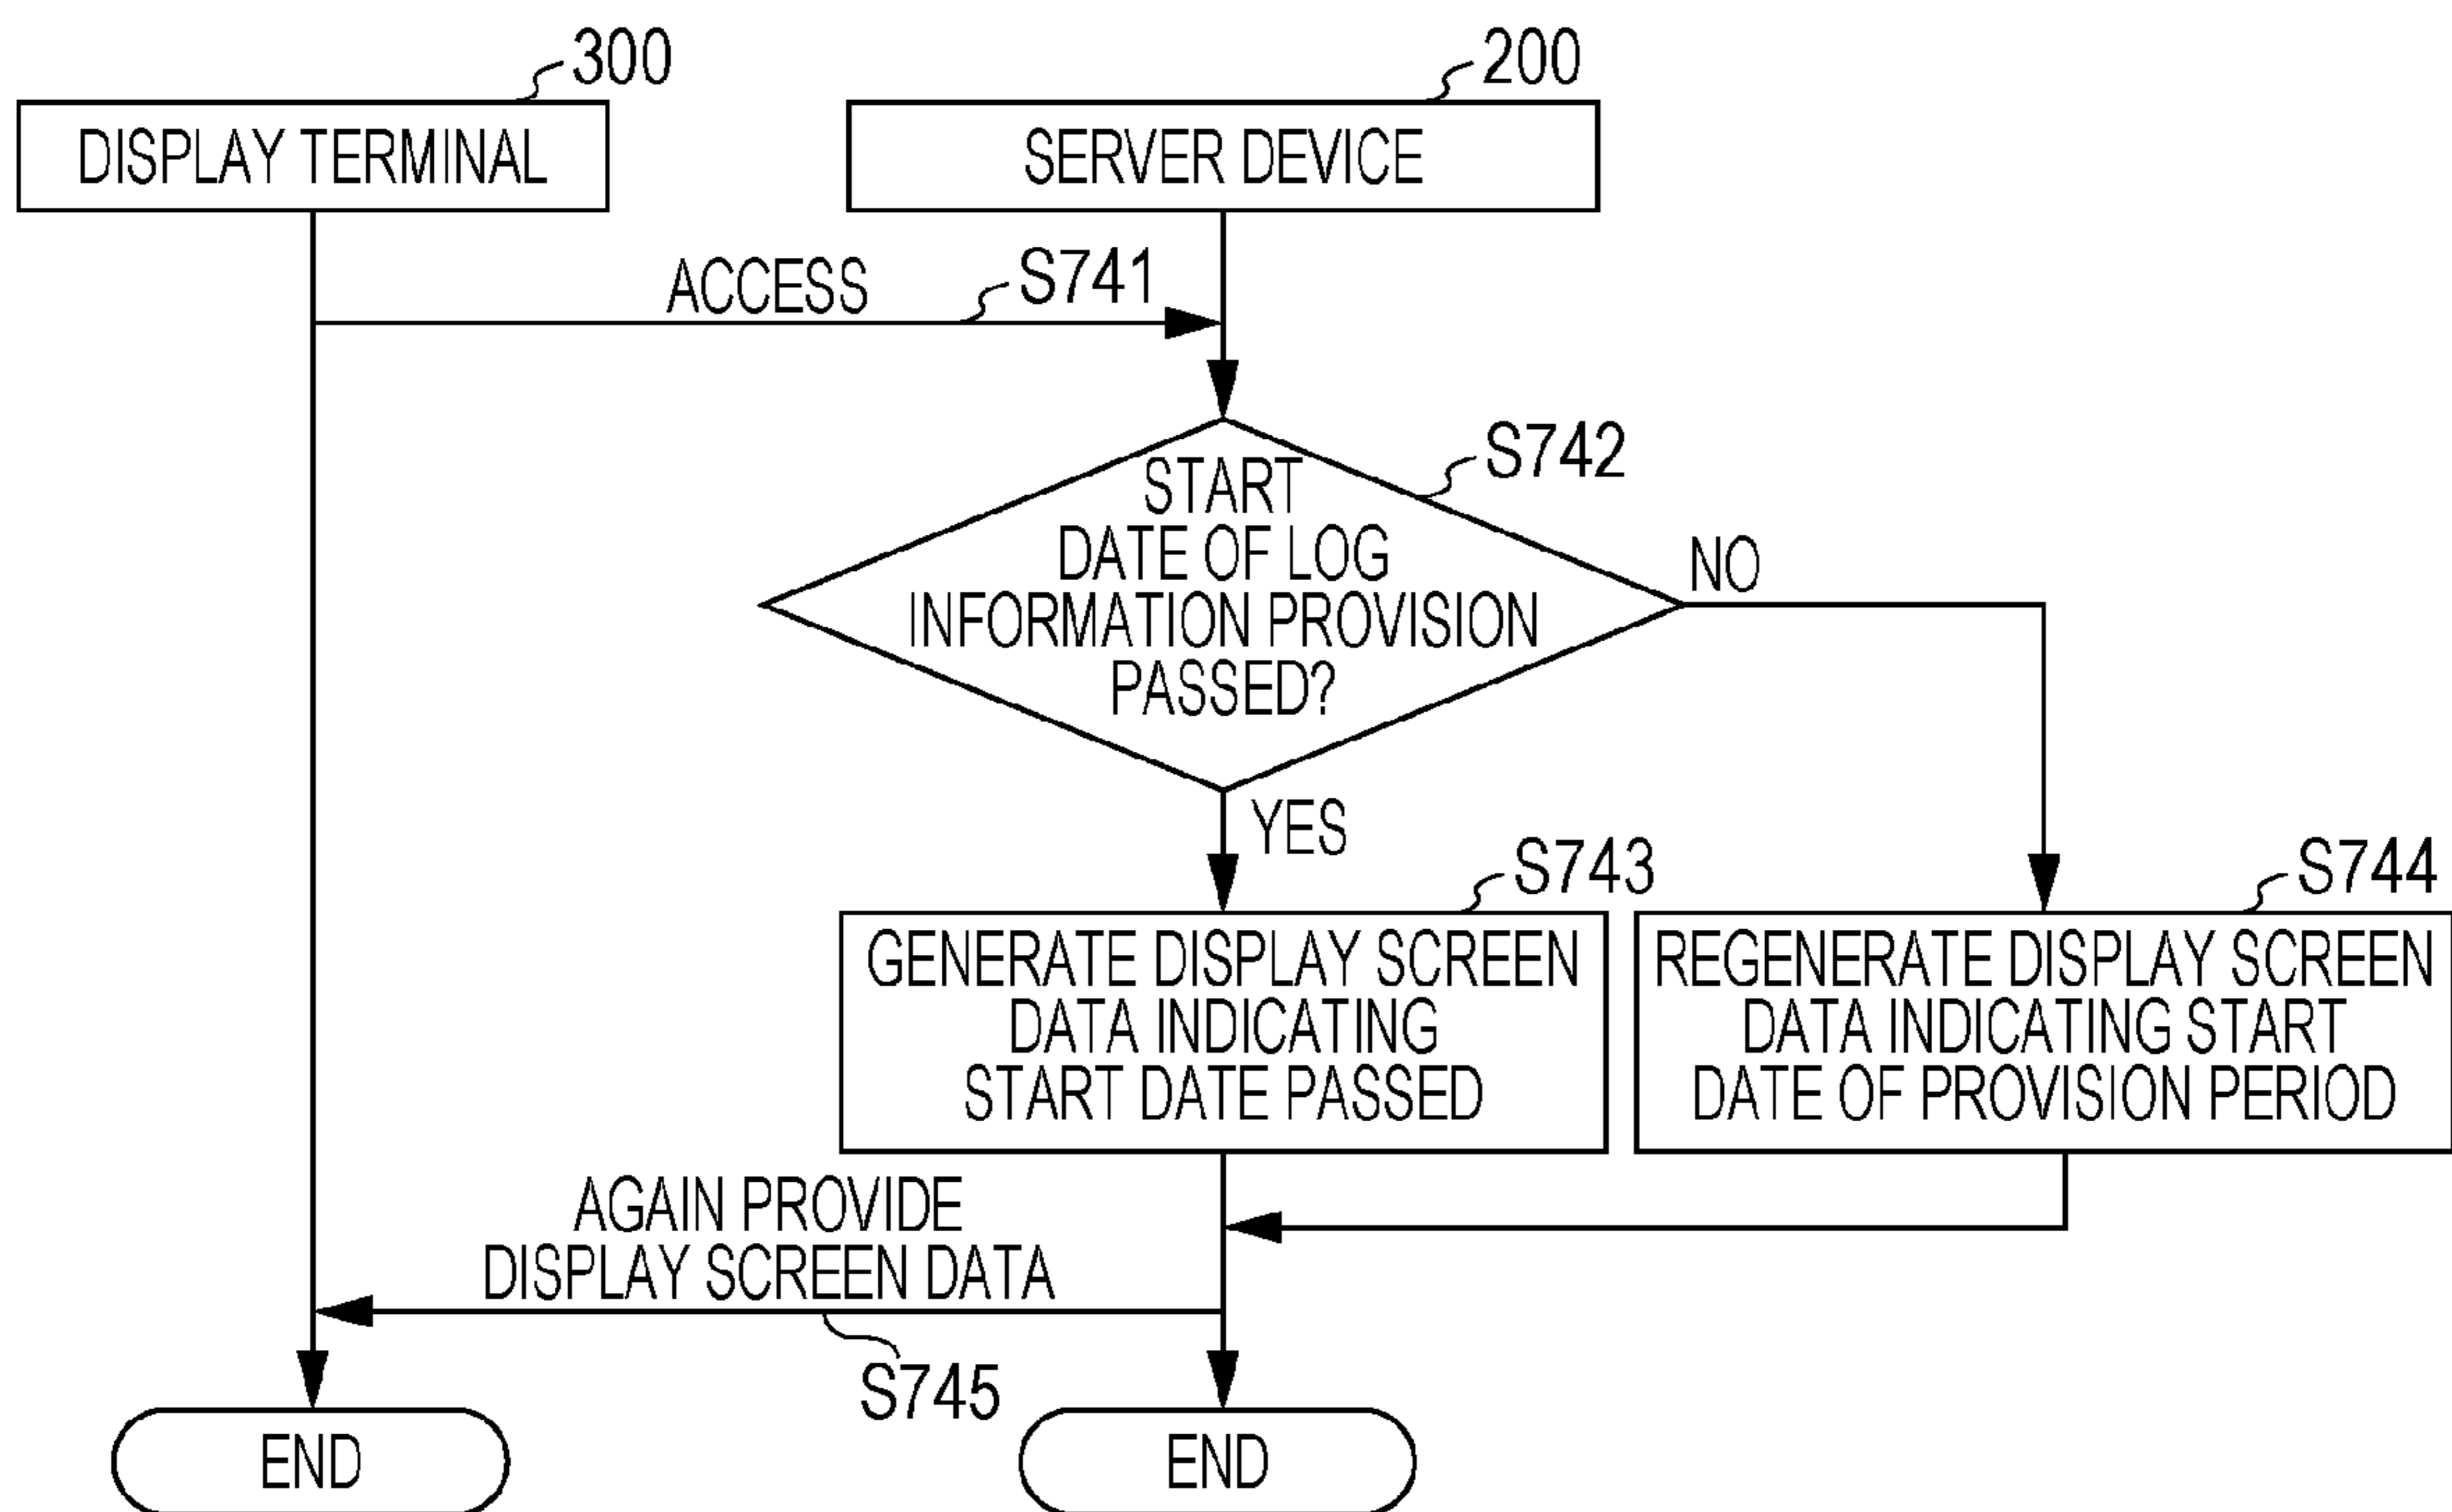 300
200
DISPLAY TERMINAL
SERVER DEVICE
ACCESS
S741
S742
START
DATE OF LOG
INFORMATION PROVISION
PASSED?
NO
YES
S743
S744
GENERATE DISPLAY SCREEN
DATA INDICATING
START DATE PASSED
REGENERATE DISPLAY SCREEN
DATA INDICATING START
DATE OF PROVISION PERIOD
AGAIN PROVIDE
DISPLAY SCREEN DATA
S745
END
END